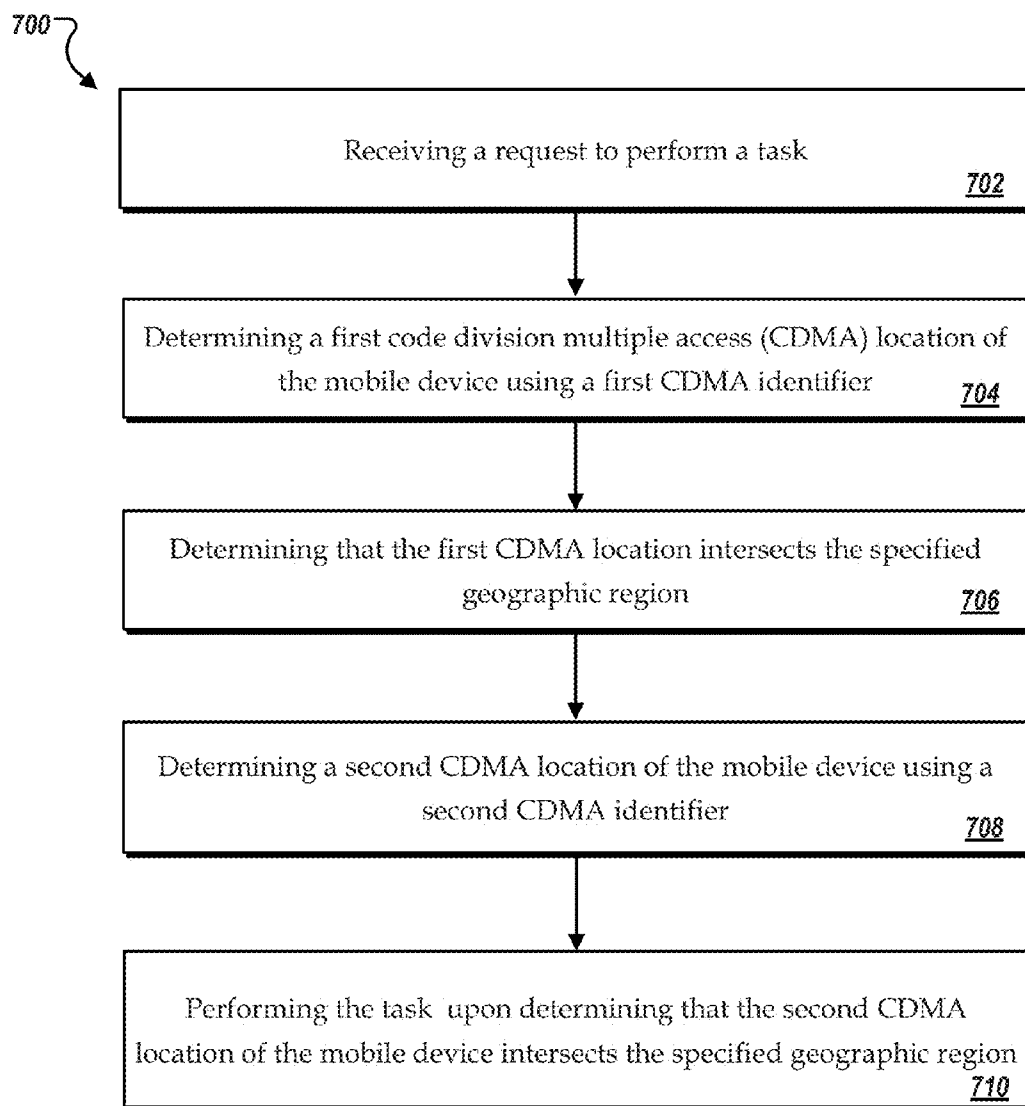 700
Receiving a request to perform a task
702
Determining a first code division multiple access (CDMA) location of
the mobile device using a first CDMA identifier
704
Determining that the first CDMA location intersects the specified
geographic region
706
Determining a second CDMA location of the mobile device using a
second CDMA identifier
708
Performing the task upon determining that the second CDMA
location of the mobile device intersects the specified geographic region
710